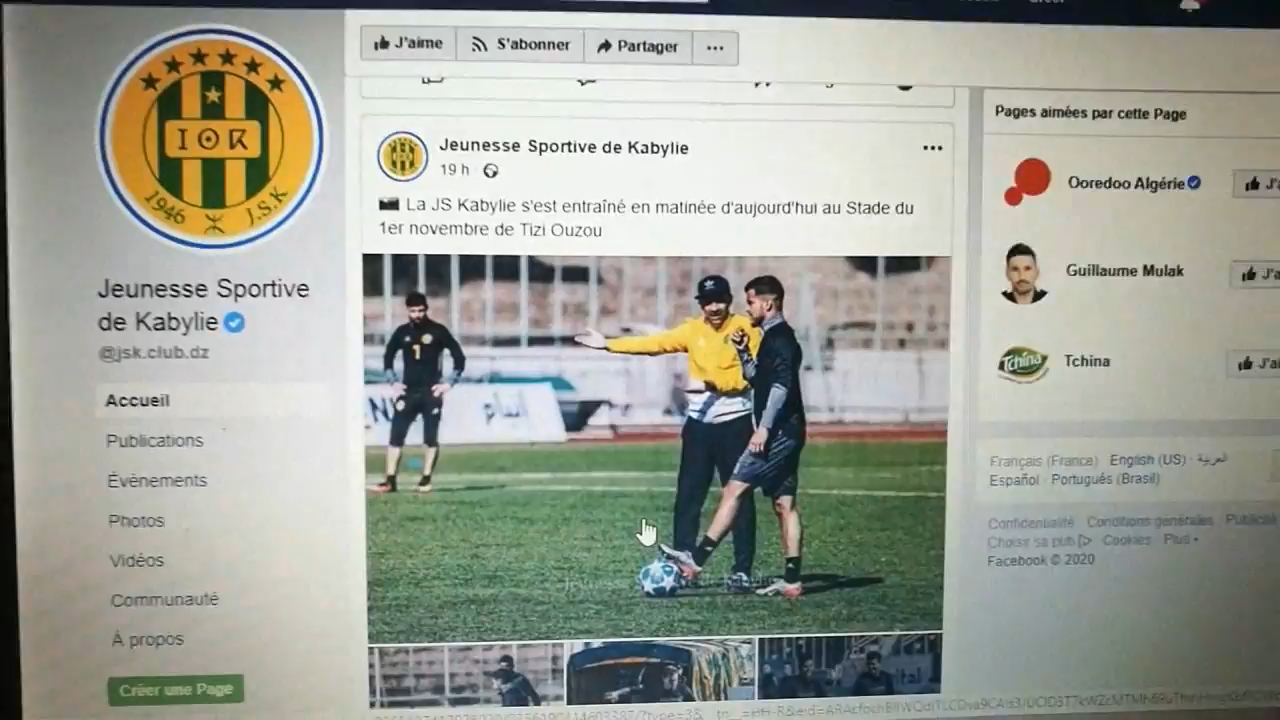 J'aime
S'abonner
Partager
IOK
1946 J.S.K
Jeunesse Sportive
de Kabylie
@jsk.club.dz
Accueil
Publications
Évènements
Photos
Vidéos
Communauté
À propos
Créer une Page
Jeunesse Sportive de Kabylie
19 h
La JS Kabylie s'est entraîné en matinée d'aujourd'hui au Stade du
1er novembre de Tizi Ouzou
1
Pages aimées par cette Page
Ooredoo Algérie
Guillaume Mulak
Tchina
Tchina
Français (France) · English (US) · العربية
Español · Português (Brasil)
Confidentialité · Conditions générales
Choisir sa pub · Cookies · Plus
Facebook © 2020